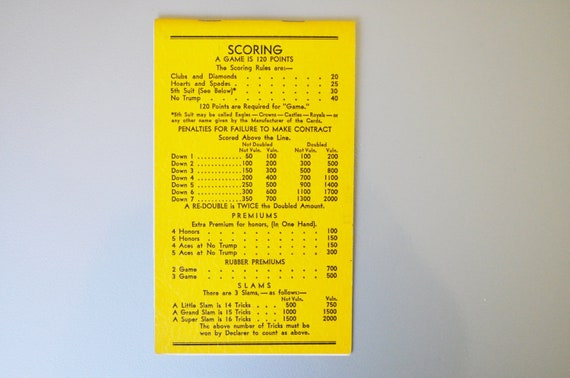 SCORING
A GAME IS 120 POINTS
The Scoring Rules are:—
Clubs and Diamonds . . . . . . . 20
Hearts and Spades . . . . . . . 25
5th Suit (See Below)* . . . . . . 30
No Trump . . . . . . . . 40
120 Points are Required for "Game."
*5th Suit may be called Eagles—Crowns—Castles—Royals—or
any other name given by the Manufacturer of the Cards.
PENALTIES FOR FAILURE TO MAKE CONTRACT
Scored Above the Line.
Not Doubled Doubled
Not Vuln. Vuln. Not Vuln. Vuln.
Down 1 ............ 50 100 100 200
Down 2 ............ 100 200 300 500
Down 3 ............ 150 300 500 800
Down 4 ............ 200 400 700 1100
Down 5 ............ 250 500 900 1400
Down 6 ............ 300 600 1100 1700
Down 7 ............ 350 700 1300 2000
A RE-DOUBLE is TWICE the Doubled Amount.
PREMIUMS
Extra Premium for honors, (In One Hand).
4 Honors . . . . . . . . . 100
5 Honors . . . . . . . . . 150
4 Aces at No Trump . . . . . . 150
5 Aces at No Trump . . . . . . 300
RUBBER PREMIUMS
2 Game . . . . . . . . . 700
3 Game . . . . . . . . . 500
SLAMS
There are 3 Slams,—as follows:—
Not Vuln. Vuln.
A Little Slam is 14 Tricks . . . 500 750
A Grand Slam is 15 Tricks . . . 1000 1500
A Super Slam is 16 Tricks . . . 1500 2000
The above number of Tricks must be
won by Declarer to count as above.